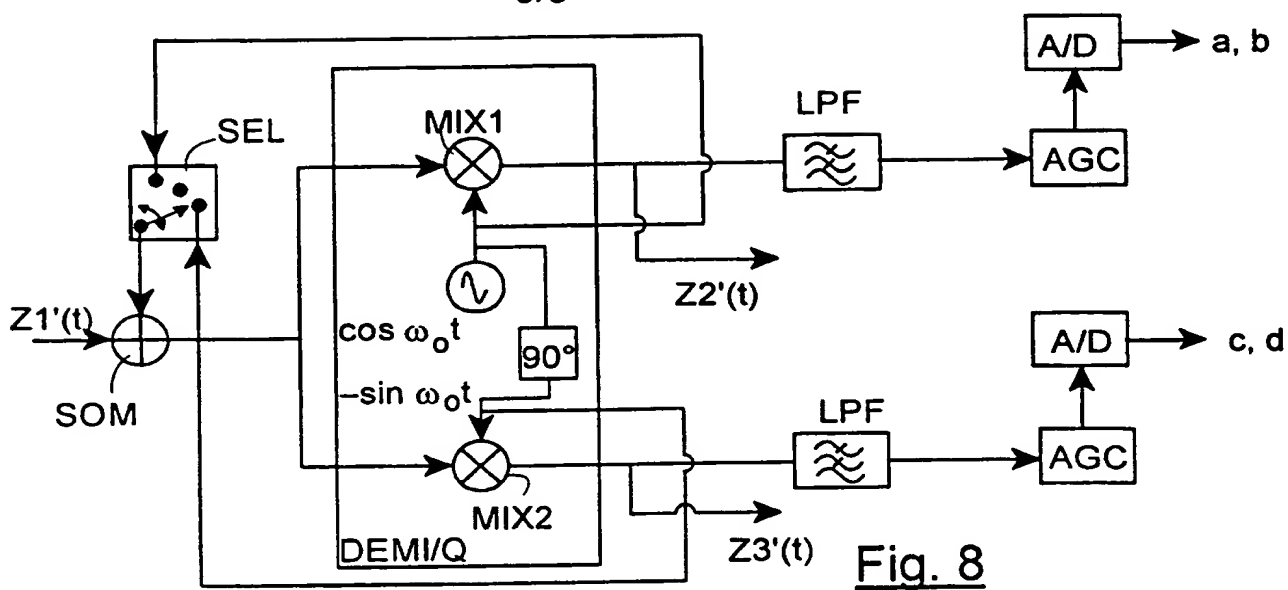 A/D
a, b
LPF
MIX1
SEL
AGC
Z2'(t)
Z1'(t)
cos ω₀t
90°
A/D
c, d
–sin ω₀t
SOM
LPF
AGC
MIX2
Z3'(t)
DEMI/Q
Fig. 8